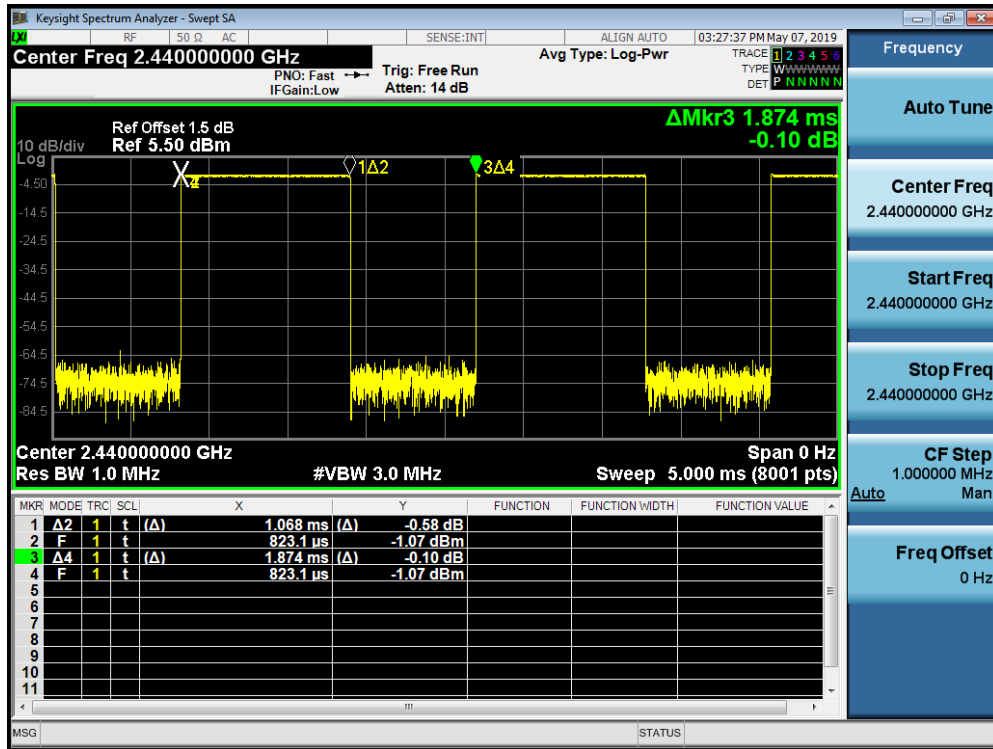 Keysight Spectrum Analyzer - Swept SA
LXI RF 50 Ω AC SENSE:INT ALIGN AUTO 03:27:37 PM May 07, 2019
Center Freq 2.440000000 GHz
PNO: Fast
IFGain:Low
Trig: Free Run
Atten: 14 dB
Avg Type: Log-Pwr
TRACE 1 2 3 4 5 6
TYPE WWWWWW
DET P N N N N N
ΔMkr3 1.874 ms
-0.10 dB
Ref Offset 1.5 dB
Ref 5.50 dBm
10 dB/div
Log
1Δ2
3Δ4
-4.50
-14.5
-24.5
-34.5
-44.5
-54.5
-64.5
-74.5
-84.5
Center 2.440000000 GHz Span 0 Hz
Res BW 1.0 MHz #VBW 3.0 MHz Sweep 5.000 ms (8001 pts)
MKR MODE TRC SCL X Y FUNCTION FUNCTION WIDTH FUNCTION VALUE
1 Δ2 1 t (Δ) 1.068 ms (Δ) -0.58 dB
2 F 1 t 823.1 µs -1.07 dBm
3 Δ4 1 t (Δ) 1.874 ms (Δ) -0.10 dB
4 F 1 t 823.1 µs -1.07 dBm
5
6
7
8
9
10
11
MSG STATUS
Frequency
Auto Tune
Center Freq
2.440000000 GHz
Start Freq
2.440000000 GHz
Stop Freq
2.440000000 GHz
CF Step
1.000000 MHz
Auto Man
Freq Offset
0 Hz